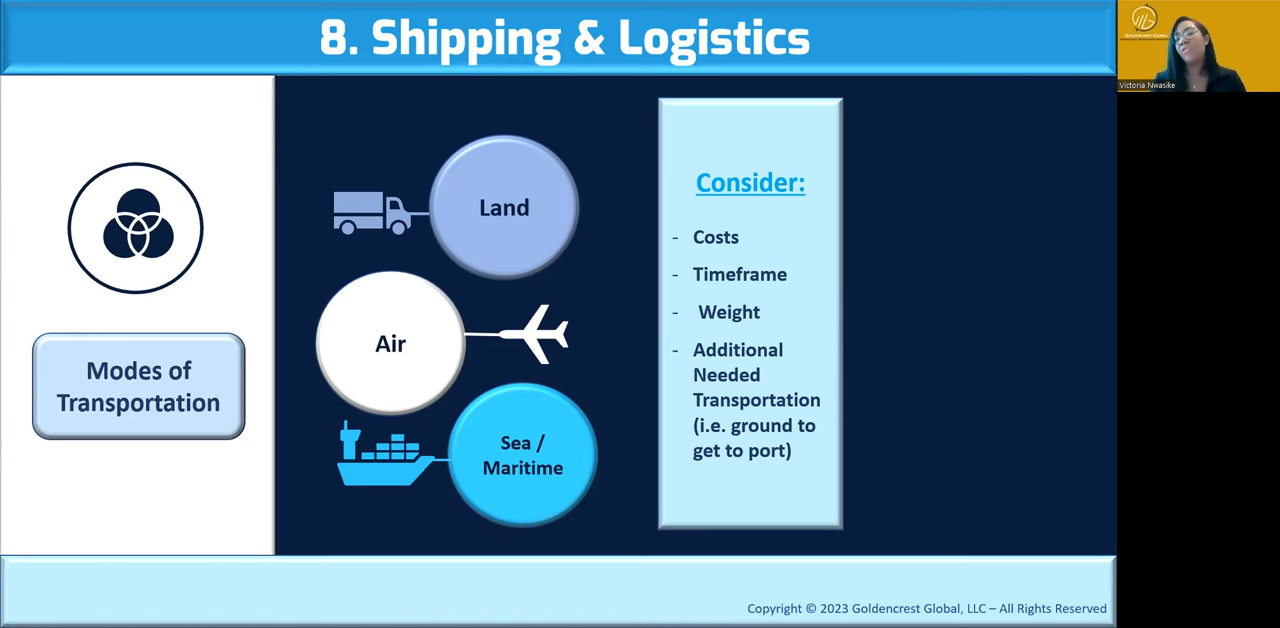 8. Shipping & Logistics
Modes of
Transportation
Land
Air
Sea /
Maritime
Consider:
- Costs
- Timeframe
- Weight
- Additional
Needed
Transportation
(i.e. ground to
get to port)
Copyright © 2023 Goldencrest Global, LLC – All Rights Reserved
Victoria Nwasike